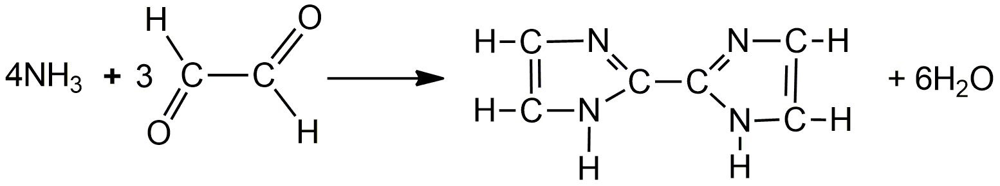 H O H-C N N C-H
4NH₃ + 3 C C C C + 6H₂O
O H H-C N N C-H
H H